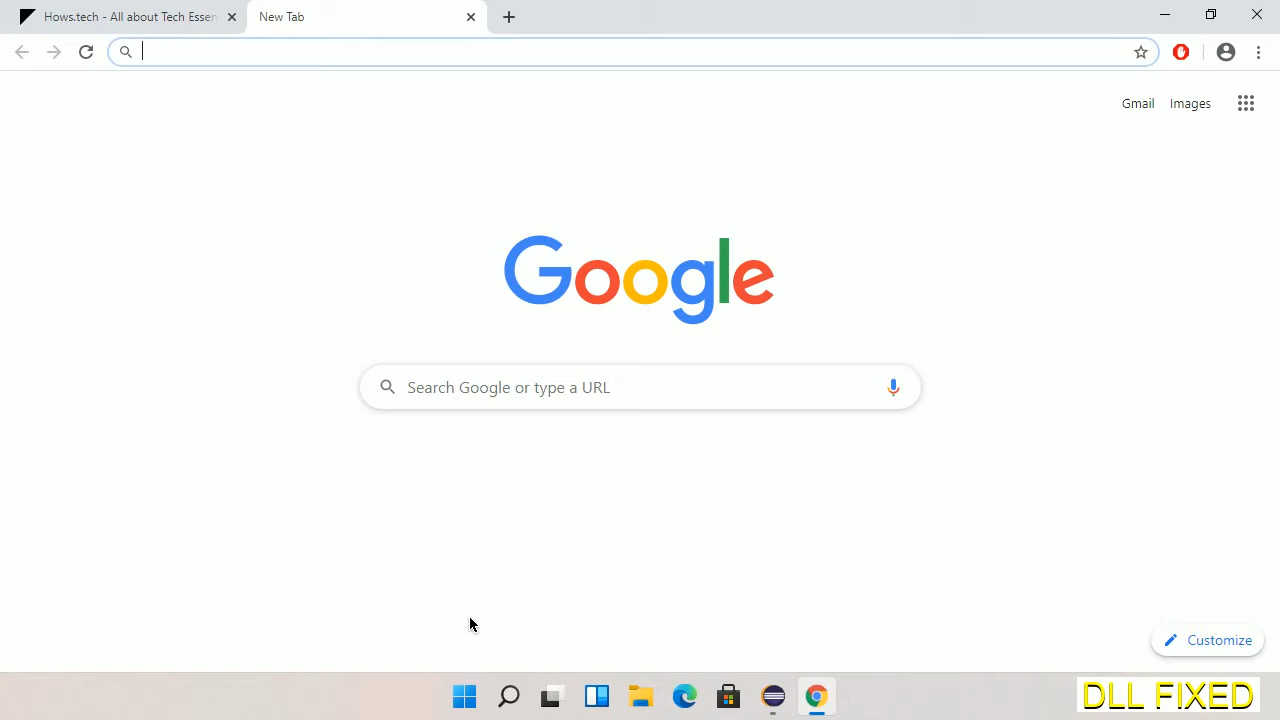 Hows.tech - All about Tech Essen
New Tab
Gmail
Images
Google
Search Google or type a URL
Customize
DLL FIXED